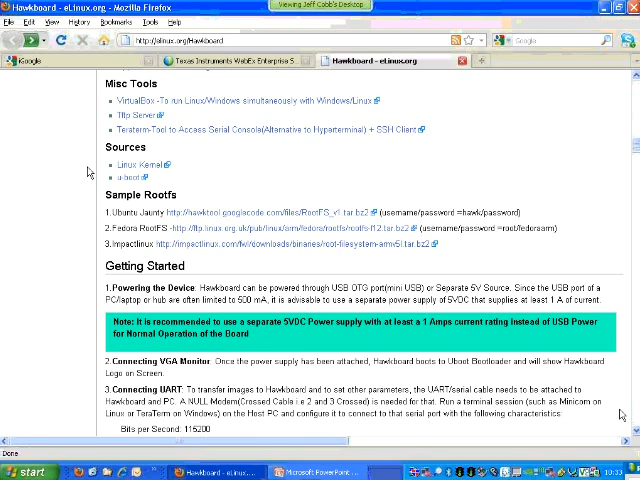 Hawkboard - eLinux.org - Mozilla Firefox
Viewing Jeff Cobb's Desktop
File Edit View History Bookmarks Tools Help
http://elinux.org/Hawkboard
Google
iGoogle
Texas Instruments WebEx Enterprise S...
Hawkboard - eLinux.org
Misc Tools
VirtualBox -To run Linux/Windows simultaneously with Windows/Linux
Tftp Server
Teraterm-Tool to Access Serial Console(Alternative to Hyperterminal) + SSH Client
Sources
Linux Kernel
u-boot
Sample Rootfs
1.Ubuntu Jaunty http://hawktool.googlecode.com/files/RootFS_v1.tar.bz2 (username/password =hawk/password)
2.Fedora RootFS -http://ftp.linux.org.uk/pub/linux/arm/fedora/rootfs/rootfs-f12.tar.bz2 (username/password =root/fedoraarm)
3.Impactlinux http://impactlinux.com/fwl/downloads/binaries/root-filesystem-armv5l.tar.bz2
Getting Started
1.Powering the Device: Hawkboard can be powered through USB OTG port(mini USB) or Separate 5V Source. Since the USB port of a
PC/laptop or hub are often limited to 500 mA, it is advisable to use a separate power supply of 5VDC that supplies at least 1 A of current.
Note: It is recommended to use a separate 5VDC Power supply with at least a 1 Amps current rating instead of USB Power
for Normal Operation of the Board
2.Connecting VGA Monitor: Once the power supply has been attached, Hawkboard boots to Uboot Bootloader and will show Hawkboard
Logo on Screen.
3.Connecting UART: To transfer images to Hawkboard and to set other parameters, the UART/serial cable needs to be attached to
Hawkboard and PC. A NULL Modem(Crossed Cable i.e 2 and 3 Crossed) is needed for that. Run a terminal session (such as Minicom on
Linux or TeraTerm on Windows) on the Host PC and configure it to connect to that serial port with the following characteristics:
Bits per Second: 115200
Done
start
Hawkboard - eLinux....
Microsoft PowerPoint ...
10:33